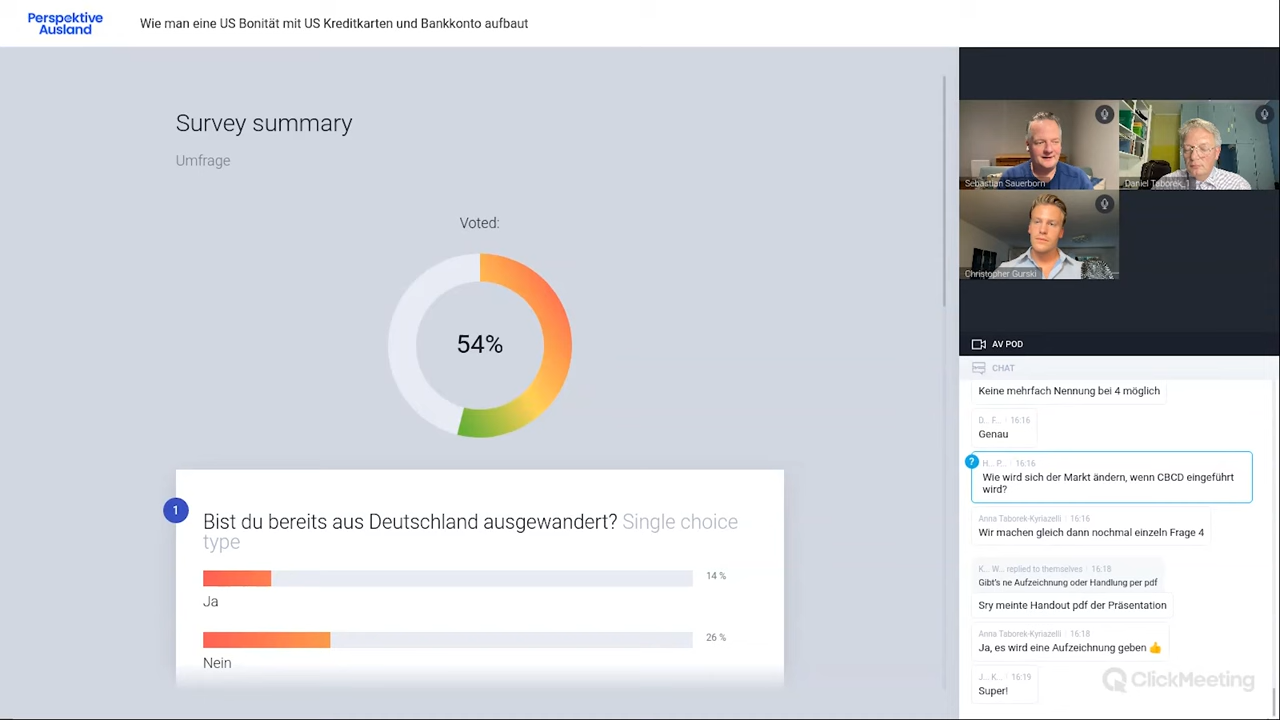 Perspektive
Ausland
Wie man eine US Bonität mit US Kreditkarten und Bankkonto aufbaut
Survey summary
Umfrage
Voted:
54%
1
Bist du bereits aus Deutschland ausgewandert? Single choice
type
14 %
Ja
26 %
Nein
Sebastian Sauerborn
Daniel Taborek_1
Christopher Gurski
AV POD
CHAT
Keine mehrfach Nennung bei 4 möglich
D... F... · 16:16
Genau
?
H... P... · 16:16
Wie wird sich der Markt ändern, wenn CBCD eingeführt
wird?
Anna Taborek-Kyriazelli · 16:16
Wir machen gleich dann nochmal einzeln Frage 4
K... W... replied to themselves · 16:18
Gibt's ne Aufzeichnung oder Handlung per pdf
Sry meinte Handout pdf der Präsentation
Anna Taborek-Kyriazelli · 16:18
Ja, es wird eine Aufzeichnung geben 👍
J... K... · 16:19
Super!
ClickMeeting